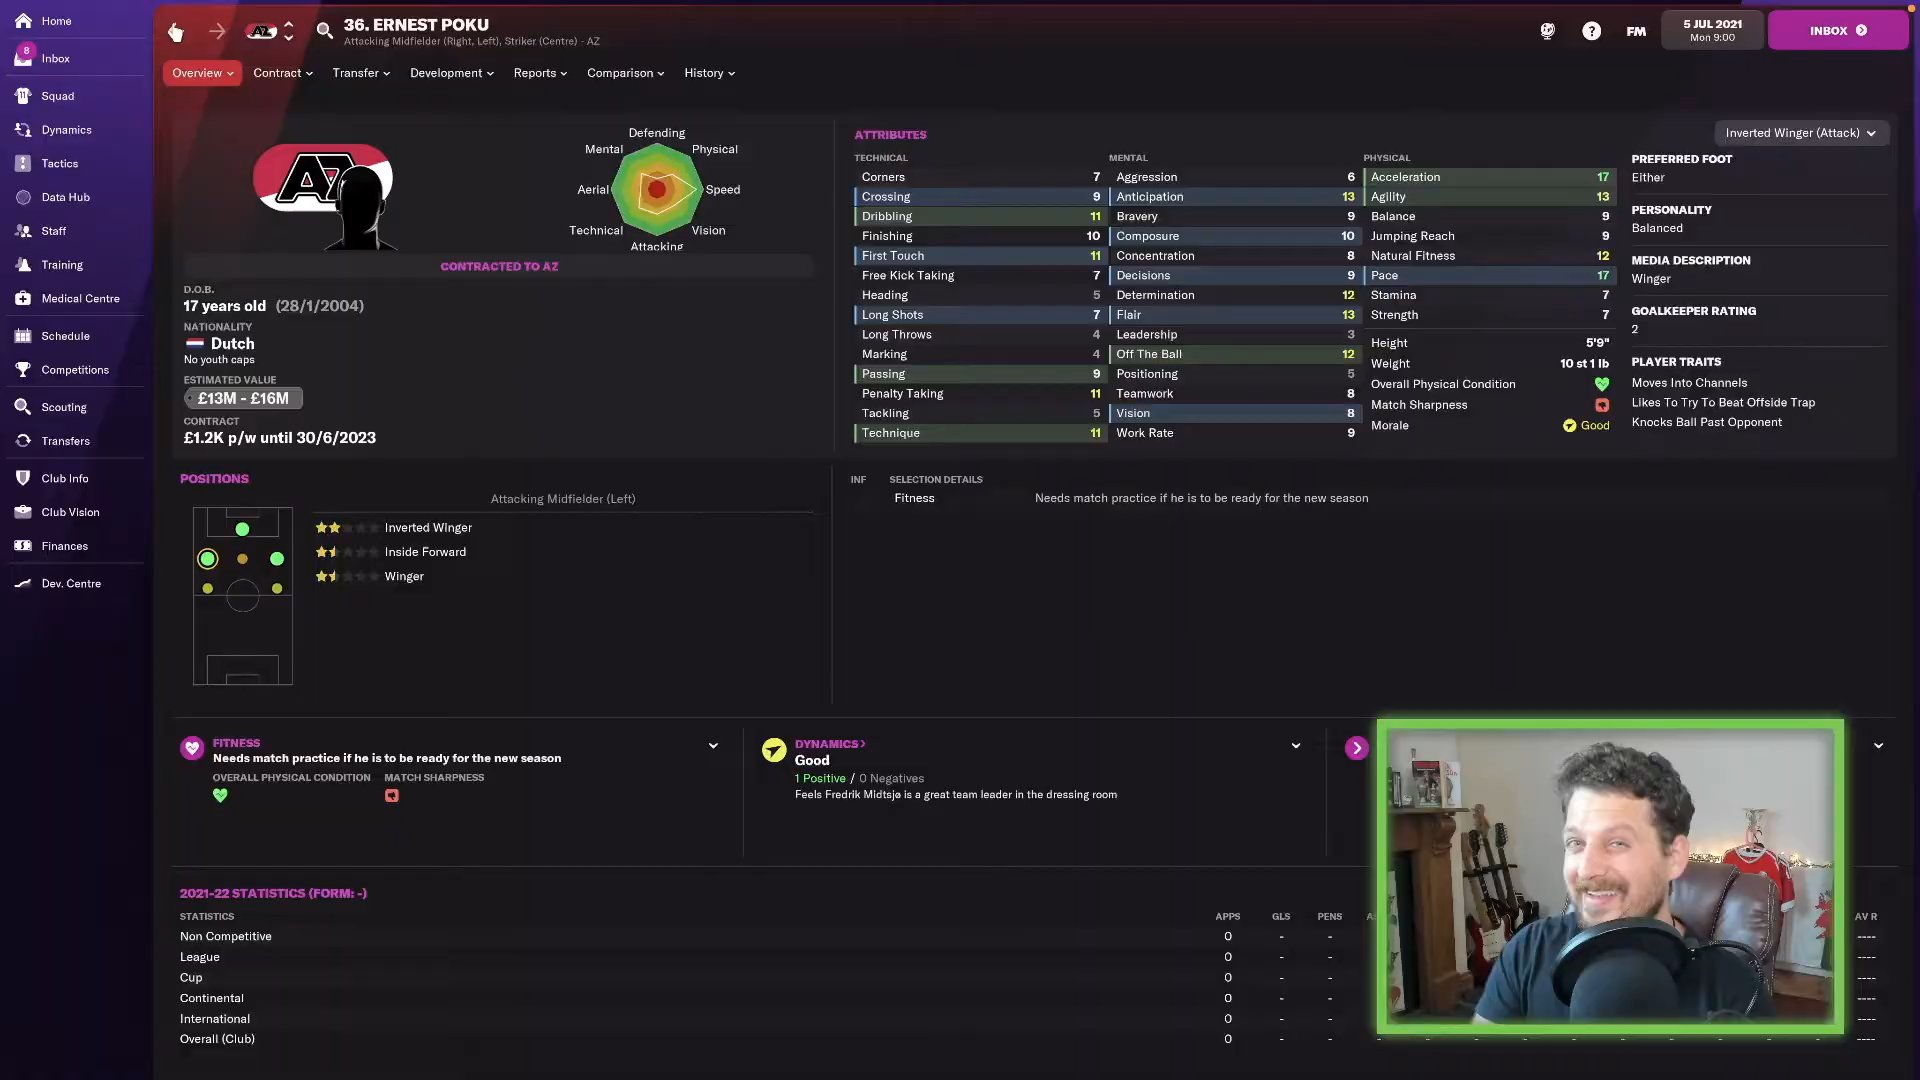 Home
8
Inbox
Squad
Dynamics
Tactics
Data Hub
Staff
Training
Medical Centre
Schedule
Competitions
Scouting
Transfers
Club Info
Club Vision
Finances
Dev. Centre
AZ
36. ERNEST POKU
Attacking Midfielder (Right, Left), Striker (Centre) - AZ
FM
5 JUL 2021
Mon 9:00
INBOX
Overview
Contract
Transfer
Development
Reports
Comparison
History
AZ
CONTRACTED TO AZ
D.O.B.
17 years old (28/1/2004)
NATIONALITY
Dutch
No youth caps
ESTIMATED VALUE
£13M - £16M
CONTRACT
£1.2K p/w until 30/6/2023
Defending
Mental Physical
Aerial Speed
Technical Vision
Attacking
ATTRIBUTES
Inverted Winger (Attack)
TECHNICAL
Corners 7
Crossing 9
Dribbling 11
Finishing 10
First Touch 11
Free Kick Taking 7
Heading 5
Long Shots 7
Long Throws 4
Marking 4
Passing 9
Penalty Taking 11
Tackling 5
Technique 11
MENTAL
Aggression 6
Anticipation 13
Bravery 9
Composure 10
Concentration 8
Decisions 9
Determination 12
Flair 13
Leadership 3
Off The Ball 12
Positioning 5
Teamwork 8
Vision 8
Work Rate 9
PHYSICAL
Acceleration 17
Agility 13
Balance 9
Jumping Reach 9
Natural Fitness 12
Pace 17
Stamina 7
Strength 7
Height 5'9"
Weight 10 st 1 lb
Overall Physical Condition
Match Sharpness
Morale Good
PREFERRED FOOT
Either
PERSONALITY
Balanced
MEDIA DESCRIPTION
Winger
GOALKEEPER RATING
2
PLAYER TRAITS
Moves Into Channels
Likes To Try To Beat Offside Trap
Knocks Ball Past Opponent
POSITIONS
Attacking Midfielder (Left)
Inverted Winger
Inside Forward
Winger
INF SELECTION DETAILS
Fitness Needs match practice if he is to be ready for the new season
FITNESS
Needs match practice if he is to be ready for the new season
OVERALL PHYSICAL CONDITION MATCH SHARPNESS
DYNAMICS
Good
1 Positive / 0 Negatives
Feels Fredrik Midtsjø is a great team leader in the dressing room
2021-22 STATISTICS (FORM: -)
STATISTICS APPS GLS PENS AV R
Non Competitive 0 - - ----
League 0 - - ----
Cup 0 - - ----
Continental 0 - - ----
International 0 - - ----
Overall (Club) 0 - - ----